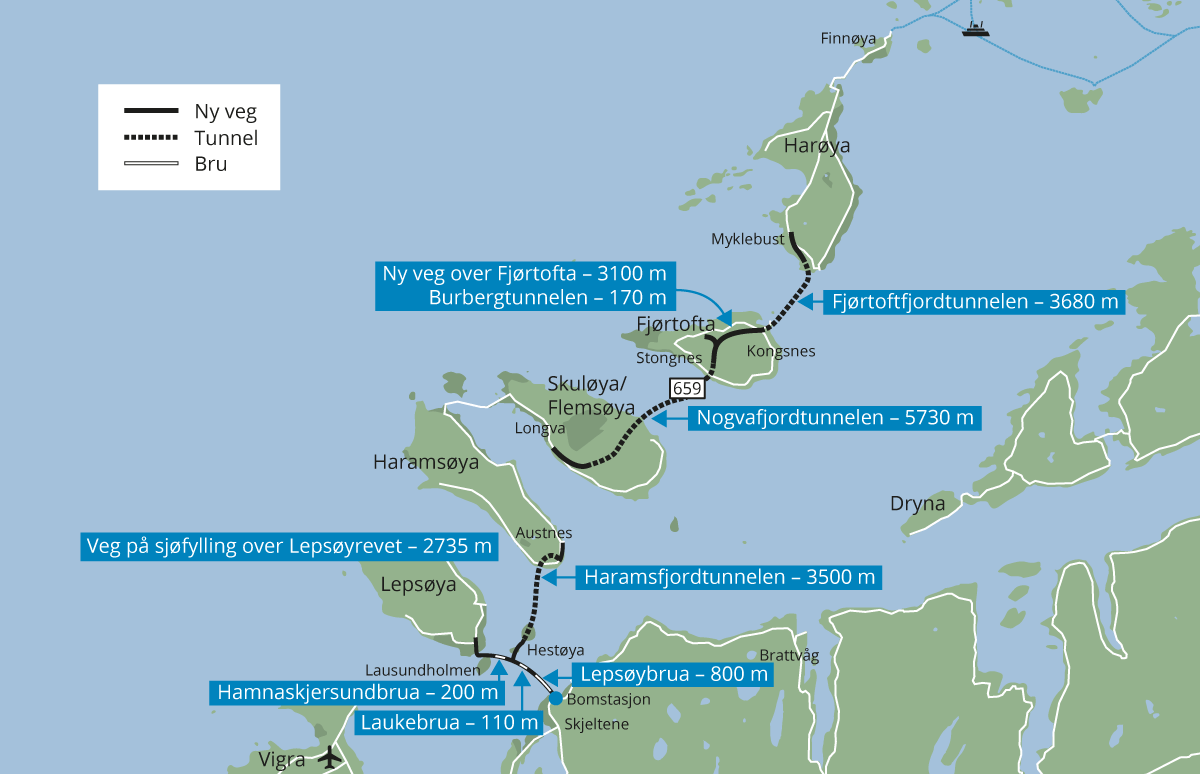 Finnøya
Ny veg
Tunnel
Bru
Harøya
Myklebust
Ny veg over Fjørtofta – 3100 m
Burbergtunnelen – 170 m
Fjørtoftfjordtunnelen – 3680 m
Fjørtofta
Stongnes
Kongsnes
659
Skuløya/
Flemsøya
Nogvafjordtunnelen – 5730 m
Longva
Haramsøya
Dryna
Austnes
Veg på sjøfylling over Lepsøyrevet – 2735 m
Haramsfjordtunnelen – 3500 m
Lepsøya
Hestøya
Brattvåg
Lausundholmen
Lepsøybrua – 800 m
Hamnaskjersundbrua – 200 m
Bomstasjon
Laukebrua – 110 m
Skjeltene
Vigra